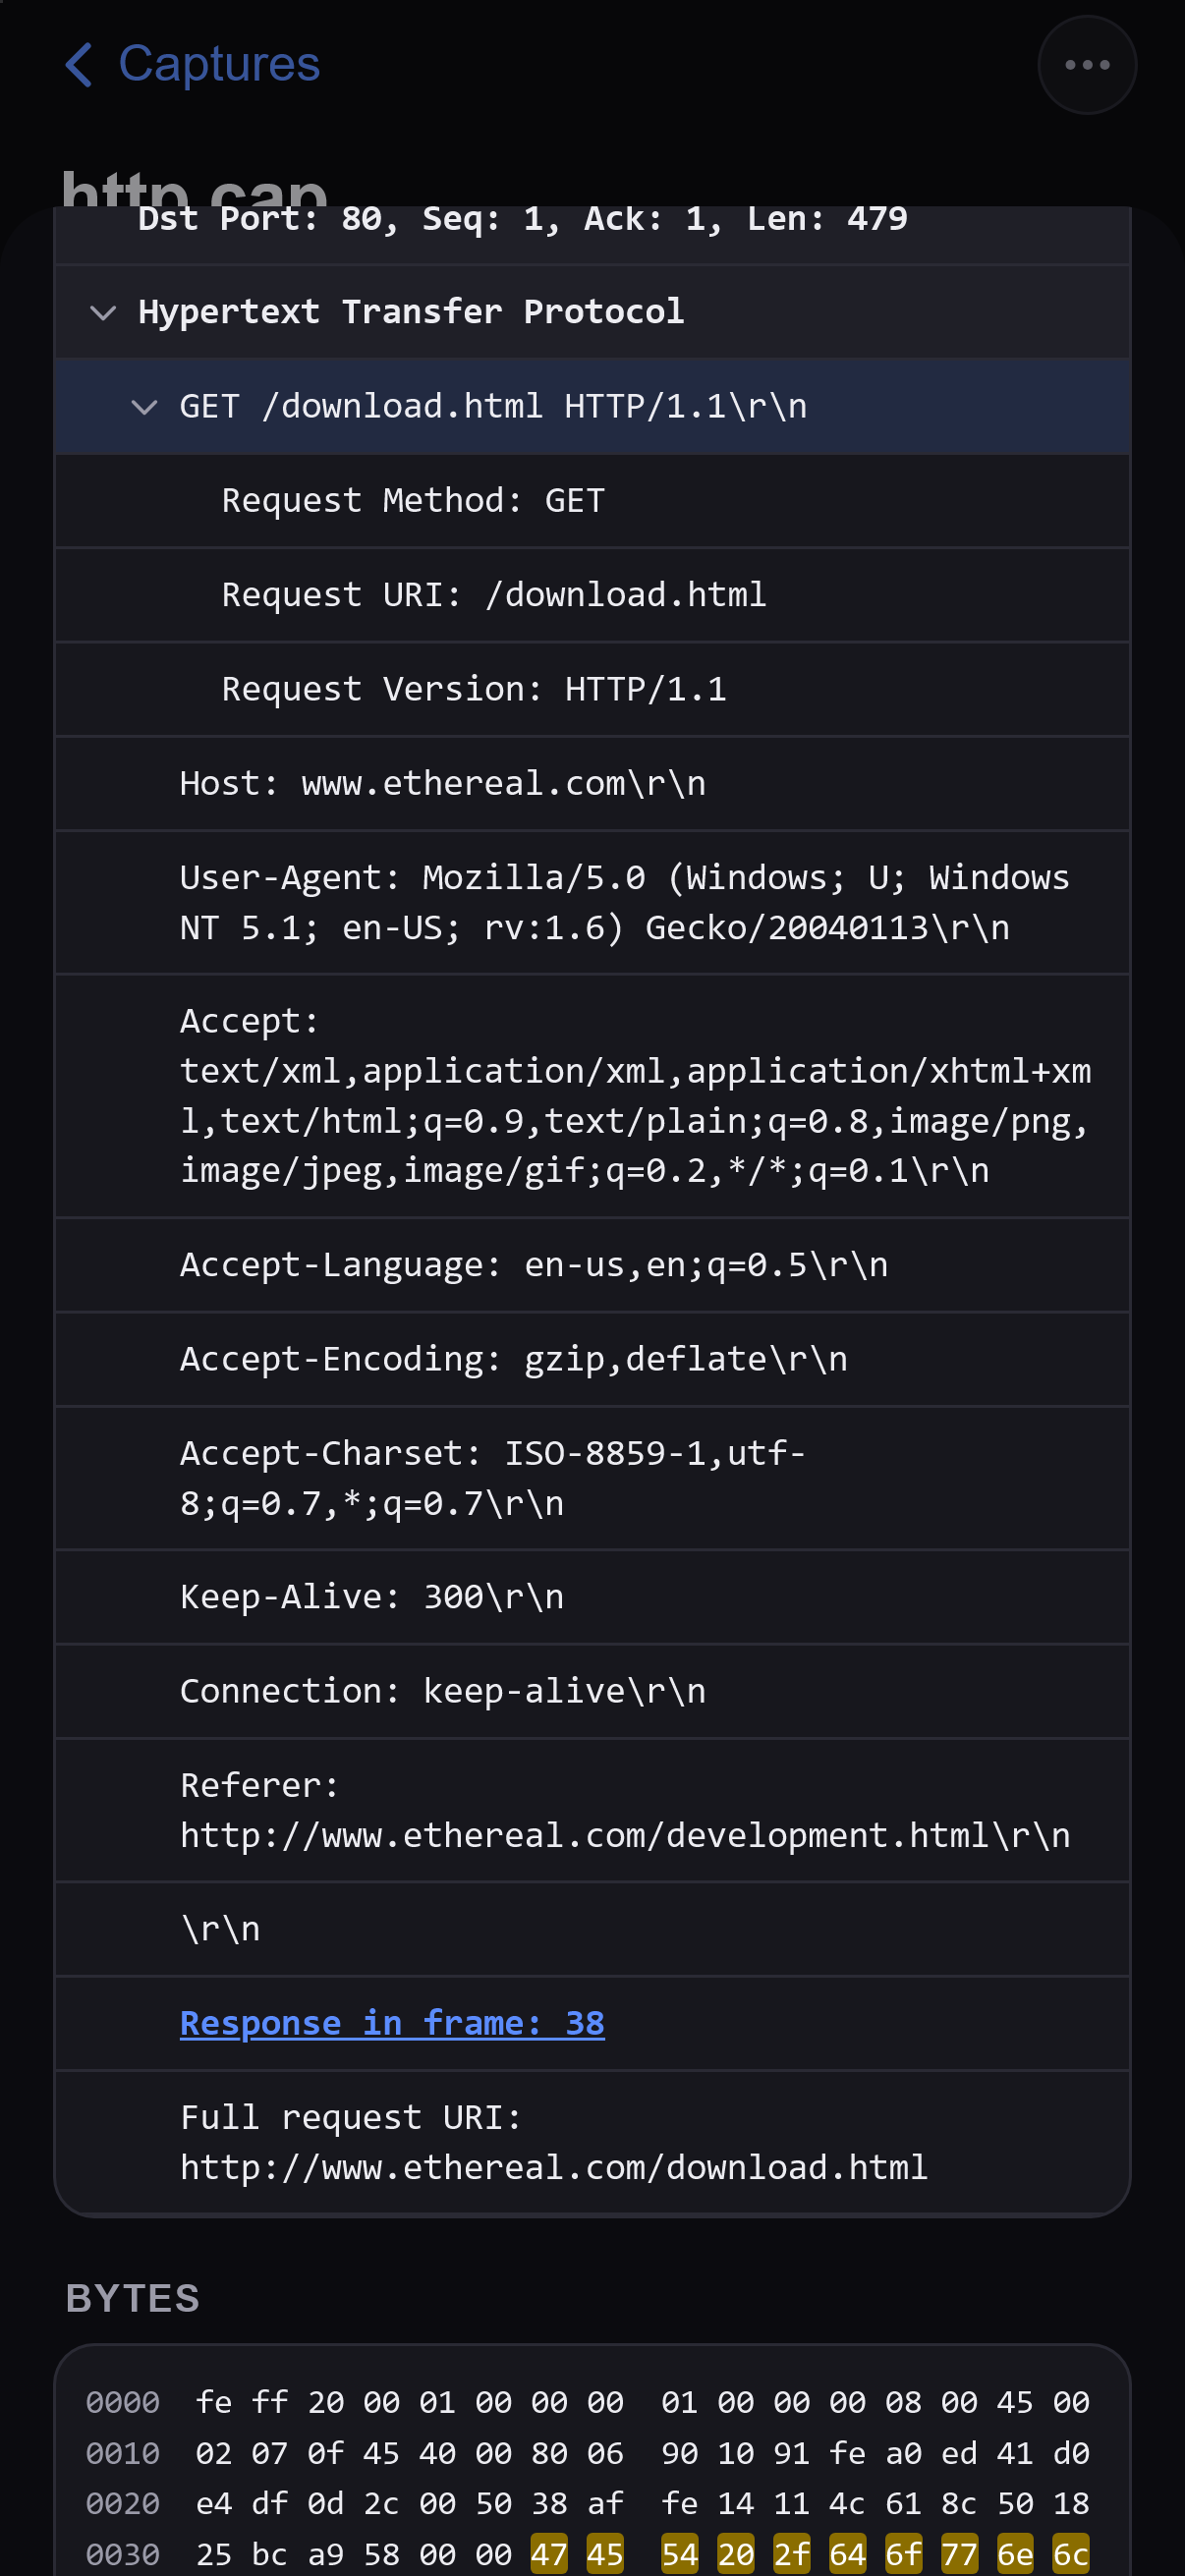 Captures
http.cap
Dst Port: 80, Seq: 1, Ack: 1, Len: 479
Hypertext Transfer Protocol
GET /download.html HTTP/1.1\r\n
Request Method: GET
Request URI: /download.html
Request Version: HTTP/1.1
Host: www.ethereal.com\r\n
User-Agent: Mozilla/5.0 (Windows; U; Windows
NT 5.1; en-US; rv:1.6) Gecko/20040113\r\n
Accept:
text/xml,application/xml,application/xhtml+xm
l,text/html;q=0.9,text/plain;q=0.8,image/png,
image/jpeg,image/gif;q=0.2,*/*;q=0.1\r\n
Accept-Language: en-us,en;q=0.5\r\n
Accept-Encoding: gzip,deflate\r\n
Accept-Charset: ISO-8859-1,utf-
8;q=0.7,*;q=0.7\r\n
Keep-Alive: 300\r\n
Connection: keep-alive\r\n
Referer:
http://www.ethereal.com/development.html\r\n
\r\n
Response in frame: 38
Full request URI:
http://www.ethereal.com/download.html
BYTES
0000 fe ff 20 00 01 00 00 00 01 00 00 00 08 00 45 00
0010 02 07 0f 45 40 00 80 06 90 10 91 fe a0 ed 41 d0
0020 e4 df 0d 2c 00 50 38 af fe 14 11 4c 61 8c 50 18
0030 25 bc a9 58 00 00 47 45 54 20 2f 64 6f 77 6e 6c